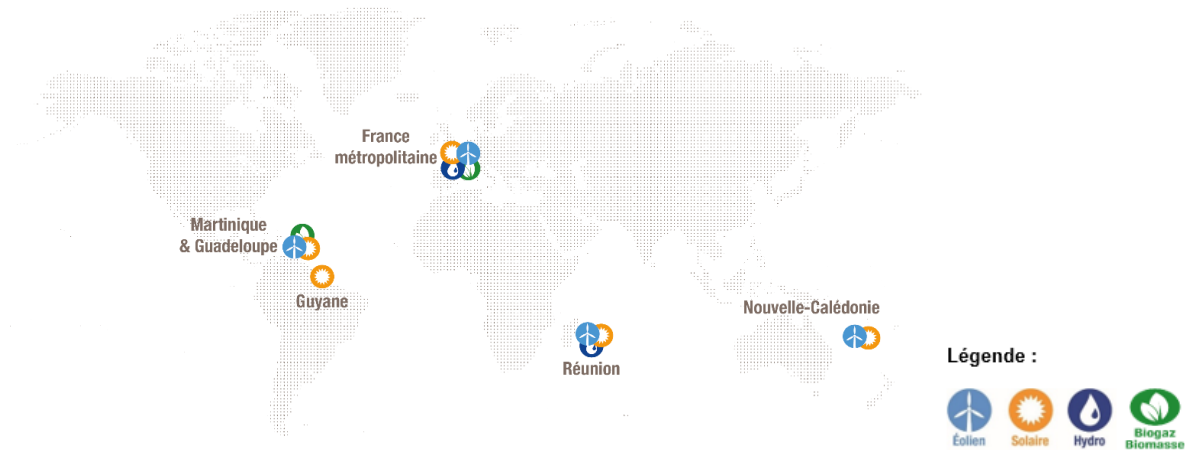 France
métropolitaine
Martinique
& Guadeloupe
Guyane
Nouvelle-Calédonie
Réunion
Légende :
Éolien
Solaire
Hydro
Biogaz
Biomasse